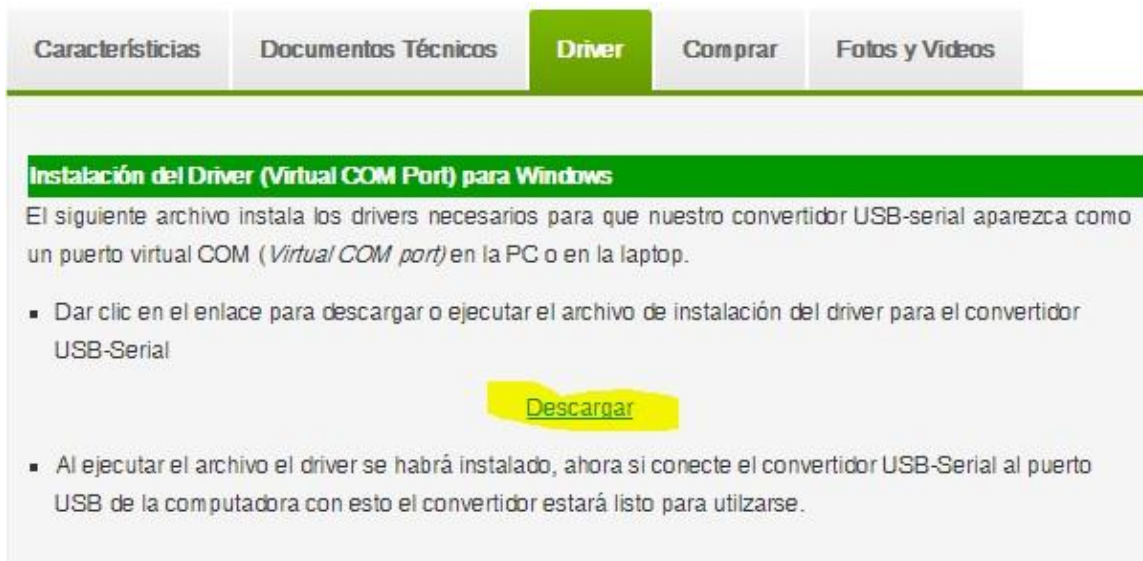 Característicias Documentos Técnicos Driver Comprar Fotos y Videos
Instalación del Driver (Virtual COM Port) para Windows
El siguiente archivo instala los drivers necesarios para que nuestro convertidor USB-serial aparezca como
un puerto virtual COM (Virtual COM port) en la PC o en la laptop.
▪ Dar clic en el enlace para descargar o ejecutar el archivo de instalación del driver para el convertidor
USB-Serial
Descargar
▪ Al ejecutar el archivo el driver se habrá instalado, ahora si conecte el convertidor USB-Serial al puerto
USB de la computadora con esto el convertidor estará listo para utilzarse.